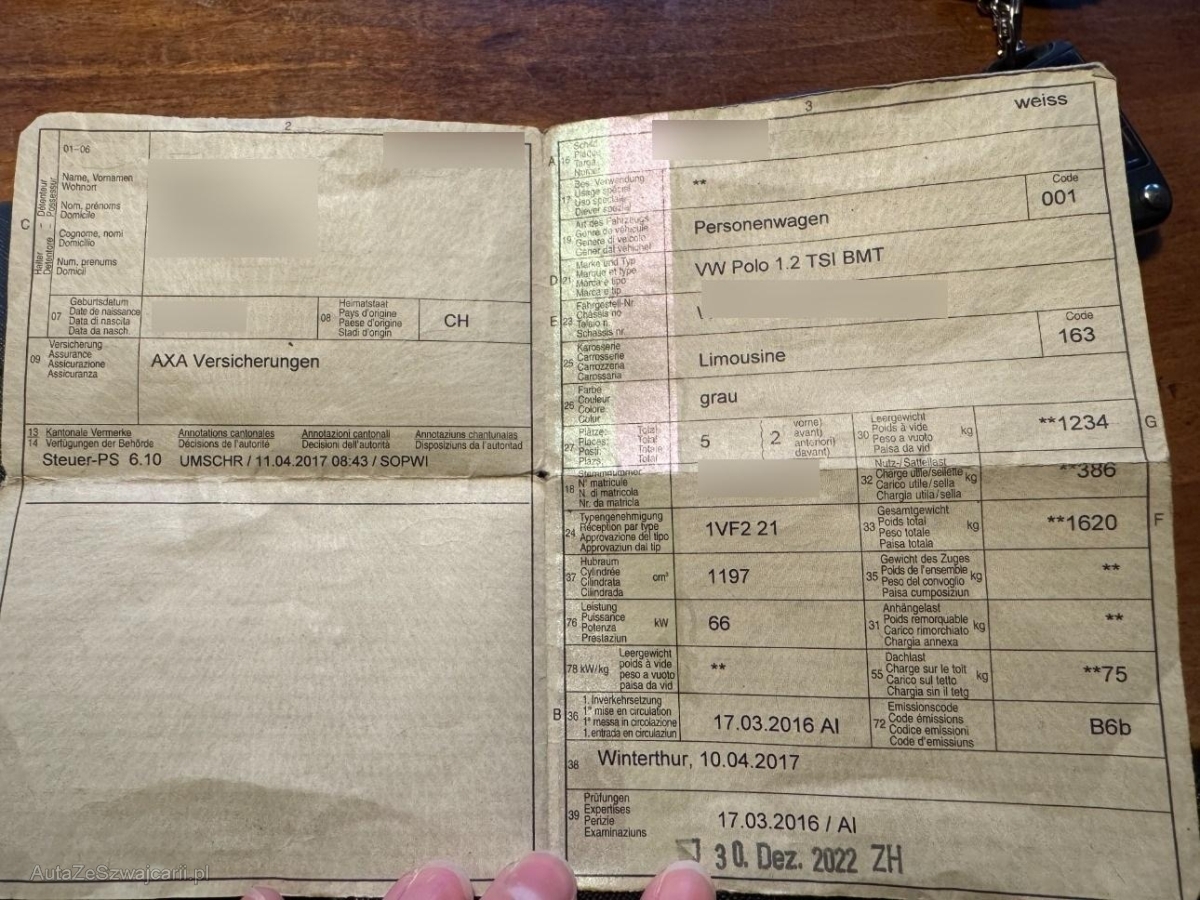 2
01-06
C
Halter - Détenteur
Detentore - Possessur
Name, Vornamen
Wohnort
Nom, prénoms
Domicile
Cognome, nomi
Domicilio
Num, prenums
Domicil
07
Geburtsdatum
Date de naissance
Data di nascita
Data da nasch.
08
Heimatstaat
Pays d'origine
Paese d'origine
Stadi d'origin
CH
09
Versicherung
Assurance
Assicurazione
Assicuranza
AXA Versicherungen
13 Kantonale Vermerke Annotations cantonales Annotazioni cantonali Annotaziuns chantunalas
14 Verfügungen der Behörde Décisions de l'autorité Decisioni dell'autorità Disposiziuns da l'autoritad
Steuer-PS 6.10 UMSCHR / 11.04.2017 08:43 / SOPWI
3
weiss
A 15
Schild
Plaque
Targa
Numer
17
Bes. Verwendung
Usage spécial
Uso speciale
Diever spezial
**
19
Art des Fahrzeugs
Genre de véhicule
Genere di veicolo
Gener dal vehichel
Personenwagen
Code
001
D 21
Marke und Typ
Marque et type
Marca e tipo
Marca e tip
VW Polo 1.2 TSI BMT
E 23
Fahrgestell-Nr.
Châssis no
Telaio n.
Schassis nr.
25
Karosserie
Carrosserie
Carrozzeria
Carossaria
Limousine
Code
163
26
Farbe
Couleur
Colore
Colur
grau
27
Plätze: Total
Places: Total
Posti: Totale
Plazs: Total
5
2
vorne)
avant)
anteriori)
davant)
30
Leergewicht
Poids à vide
Peso a vuoto
Paisa da vid
kg
**1234
G
18
Stammnummer
N° matricule
N. di matricola
Nr. da matricla
32
Nutz-/Sattellast
Charge utile/sellette
Carico utile/sella
Chargia utila/sella
kg
**386
24
Typengenehmigung
Réception par type
Approvazione del tipo
Approvaziun dal tip
1VF2 21
33
Gesamtgewicht
Poids total
Peso totale
Paisa totala
kg
**1620
F
37
Hubraum
Cylindrée
Cilindrata
Cilindrada
cm³
1197
35
Gewicht des Zuges
Poids de l'ensemble
Peso del convoglio
Paisa cumposiziun
kg
**
76
Leistung
Puissance
Potenza
Prestaziun
kW
66
31
Anhängelast
Poids remorquable
Carico rimorchiato
Chargia annexa
kg
**
78 kW/kg
Leergewicht
poids à vide
peso a vuoto
paisa da vid
**
55
Dachlast
Charge sur le toit
Carico sul tetto
Chargia sin il tetg
kg
**75
B 36
1. Inverkehrsetzung
1re mise en circulation
1a messa in circolazione
1. entrada en circulaziun
17.03.2016 AI
72
Emissionscode
Code émissions
Codice emissioni
Code d'emissiuns
B6b
38
Winterthur, 10.04.2017
39
Prüfungen
Expertises
Perizie
Examinaziuns
17.03.2016 / AI
30. Dez. 2022 ZH
AutaZeSzwajcarii.pl